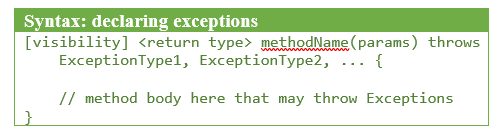 Syntax: declaring exceptions
[visibility] <return type> methodName(params) throws
ExceptionType1, ExceptionType2, ... {
// method body here that may throw Exceptions
}